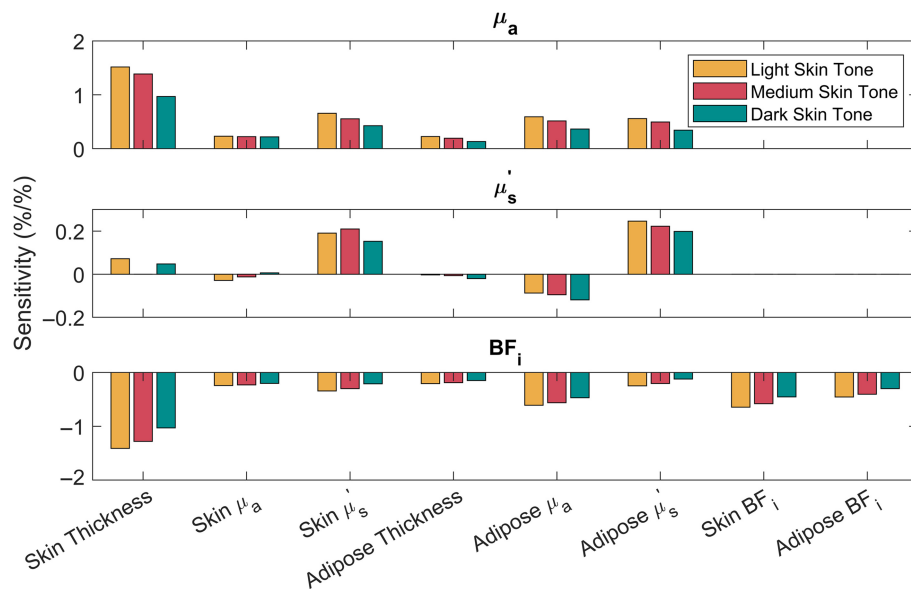 μa
2
1
0
Light Skin Tone
Medium Skin Tone
Dark Skin Tone
μs'
0.2
0
−0.2
Sensitivity (%/%)
BFi
0
−1
−2
Skin Thickness
Skin μa
Skin μs'
Adipose Thickness
Adipose μa
Adipose μs'
Skin BFi
Adipose BFi